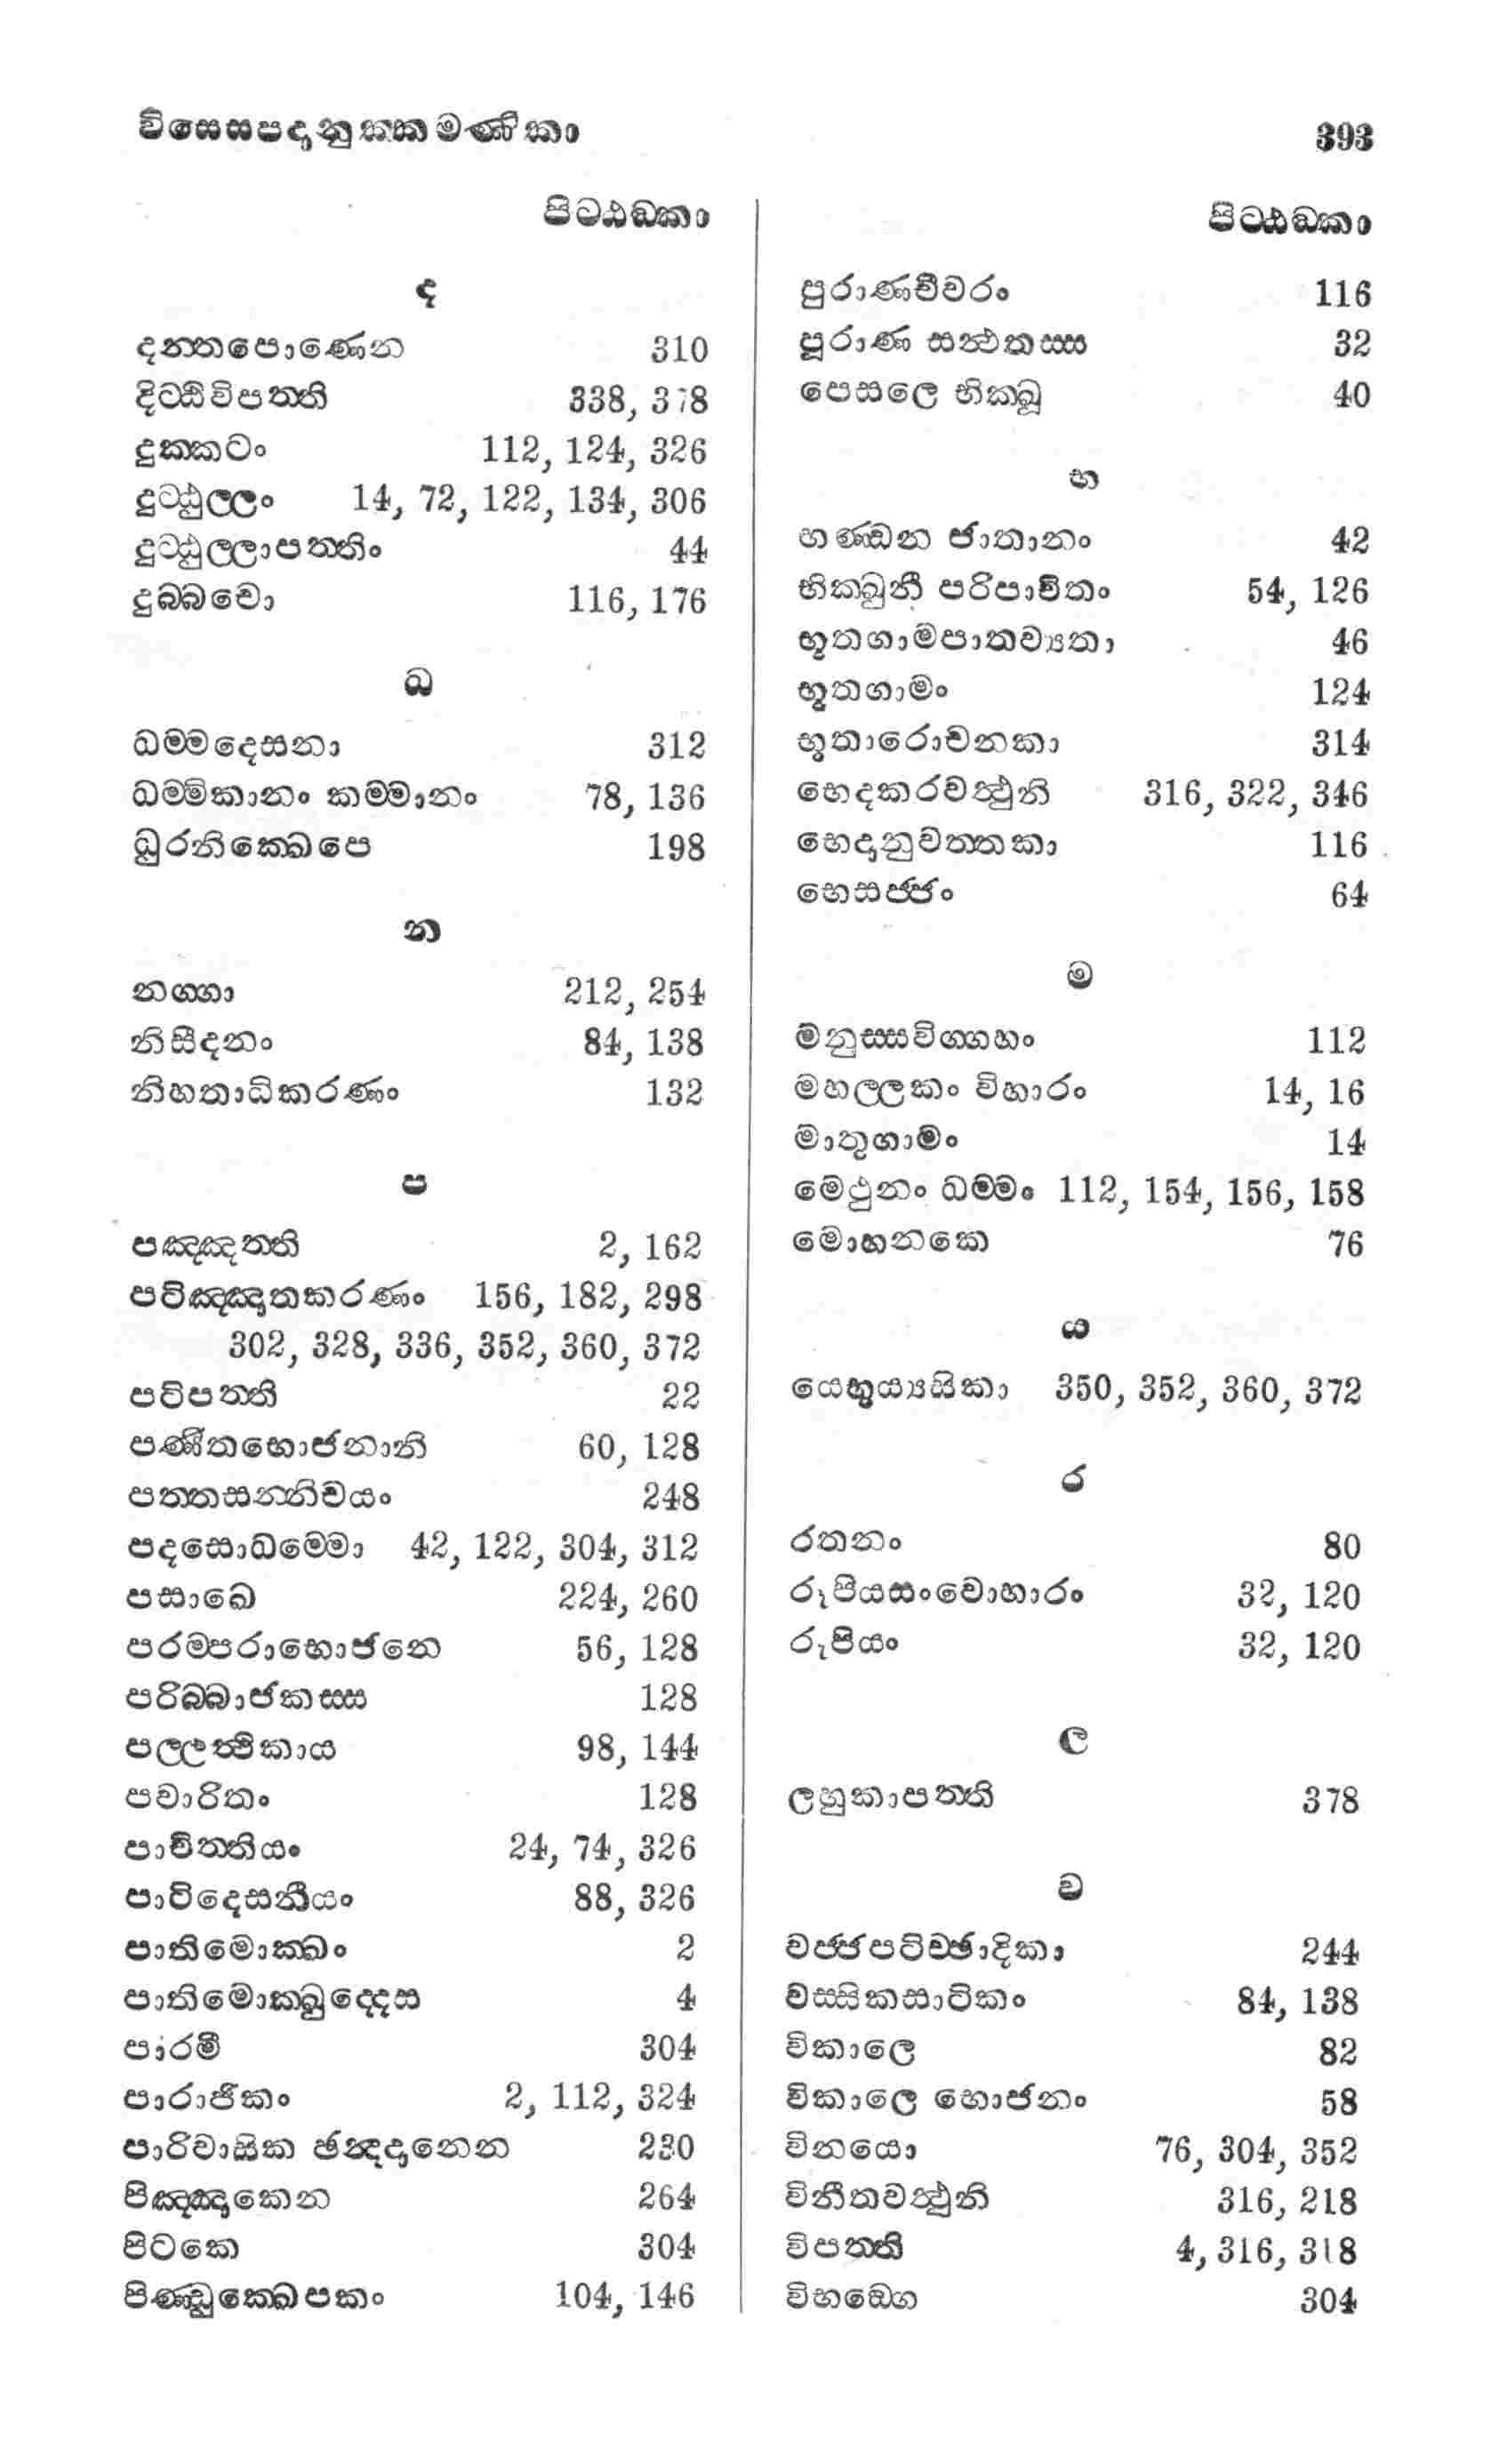 විසෙසපදානුක්කමණිකා 393
පිට්ඨඞ්කා
ද
දන්තපොණෙන 310
දිට්ඨිවිපත්ති 338, 378
දුක්කටං 112, 124, 326
දුට්ඨුල්ලං 14, 72, 122, 134, 306
දුට්ඨුල්ලාපත්තිං 44
දුබ්බචො 116, 176
ධ
ධම්මදෙසනා 312
ධම්මිකානං කම්මානං 78, 136
ධුරනික්ඛෙපෙ 198
න
නග්ගා 212, 254
නිසීදනං 84, 138
නිහතාධිකරණං 132
ප
පඤ්ඤත්ති 2, 162
පටිඤ්ඤාතකරණං 156, 182, 298
302, 328, 336, 352, 360, 372
පටිපත්ති 22
පණීතභොජනානි 60, 128
පත්තසන්නිචයං 248
පදසොධම්මො 42, 122, 304, 312
පසාඛෙ 224, 260
පරම්පරාභොජනෙ 56, 128
පරිබ්බාජකස්ස 128
පල්ලත්ථිකාය 98, 144
පවාරිතං 128
පාචිත්තියං 24, 74, 326
පාටිදෙසනීයං 88, 326
පාතිමොක්ඛං 2
පාතිමොක්ඛුද්දෙස 4
පාරමී 304
පාරාජිකං 2, 112, 324
පාරිවාසික ඡන්දදානෙන 230
පිඤ්ඤාකෙන 264
පිටකෙ 304
පිණ්ඩුක්ඛෙපකං 104, 146
පිට්ඨඞ්කා
පුරාණචීවරං 116
පූරාණ සන්ථතස්ස 32
පෙසලෙ භික්ඛූ 40
භ
භණ්ඩන ජාතානං 42
භික්ඛුනී පරිපාචිතං 54, 126
භූතගාමපාතව්‍යතා 46
භූතගාමං 124
භූතාරොචනකා 314
භෙදකරවත්ථුනි 316, 322, 346
භෙදානුවත්තකා 116
භෙසජ්ජං 64
ම
මනුස්සවිග්ගහං 112
මහල්ලකං විහාරං 14, 16
මාතුගාමං 14
මෙථුනං ධම්මං 112, 154, 156, 158
මොහනකෙ 76
ය
යෙභුය්‍යසිකා 350, 352, 360, 372
ර
රතනං 80
රූපියසංවොහාරං 32, 120
රූපියං 32, 120
ල
ලහුකාපත්ති 378
ව
වජ්ජපටිච්ඡාදිකා 244
වස්සිකසාටිකං 84, 138
විකාලෙ 82
විකාලෙ භොජනං 58
විනයො 76, 304, 352
විනීතවත්ථුනි 316, 218
විපත්ති 4, 316, 318
විභඞ්ගෙ 304